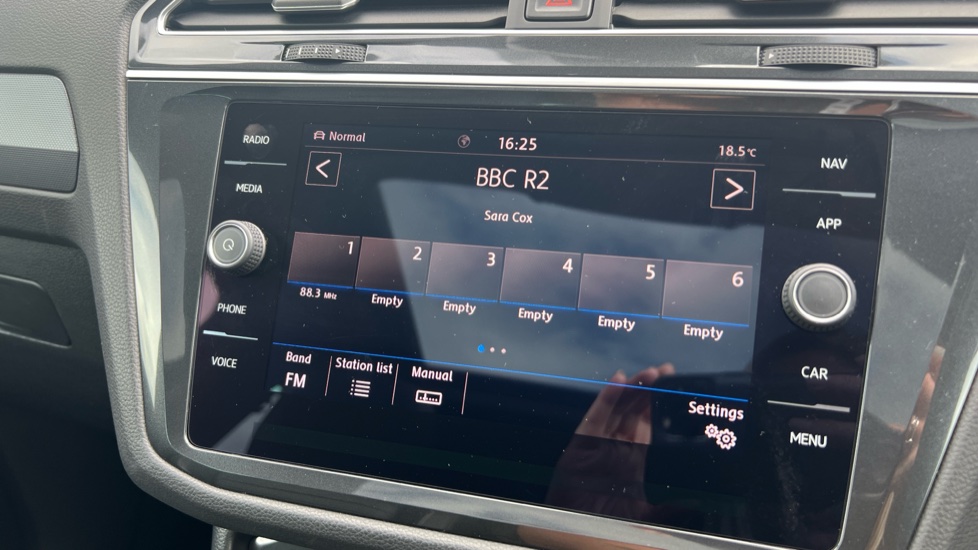 RADIO
MEDIA
PHONE
VOICE
Normal 16:25 18.5°C
< BBC R2 >
Sara Cox
1 2 3 4 5 6
88.3 MHz Empty Empty Empty Empty Empty
Band Station list Manual
FM
Settings
NAV
APP
CAR
MENU